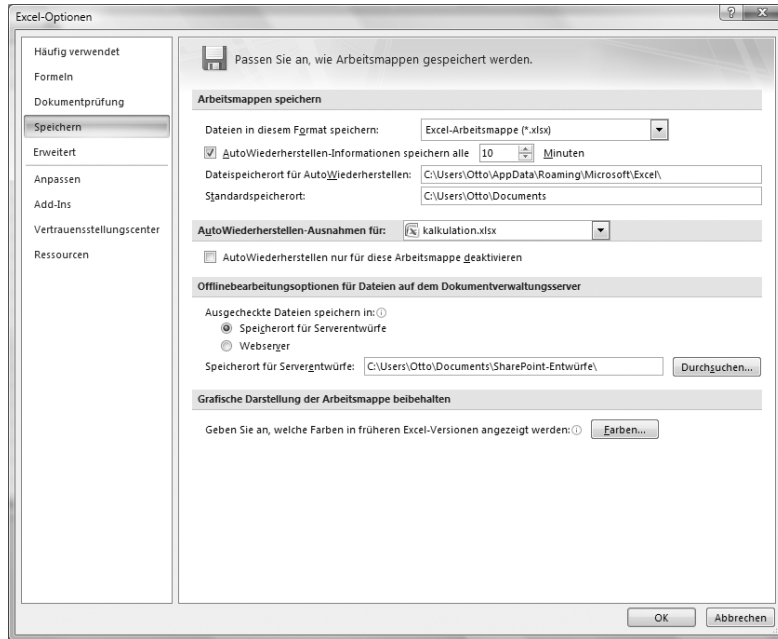 Excel-Optionen
Häufig verwendet
Formeln
Dokumentprüfung
Speichern
Erweitert
Anpassen
Add-Ins
Vertrauensstellungscenter
Ressourcen
Passen Sie an, wie Arbeitsmappen gespeichert werden.
Arbeitsmappen speichern
Dateien in diesem Format speichern: Excel-Arbeitsmappe (*.xlsx)
AutoWiederherstellen-Informationen speichern alle 10 Minuten
Dateispeicherort für AutoWiederherstellen: C:\Users\Otto\AppData\Roaming\Microsoft\Excel\
Standardspeicherort: C:\Users\Otto\Documents
AutoWiederherstellen-Ausnahmen für: kalkulation.xlsx
AutoWiederherstellen nur für diese Arbeitsmappe deaktivieren
Offlinebearbeitungsoptionen für Dateien auf dem Dokumentverwaltungsserver
Ausgecheckte Dateien speichern in:
Speicherort für Serverentwürfe
Webserver
Speicherort für Serverentwürfe: C:\Users\Otto\Documents\SharePoint-Entwürfe\ Durchsuchen...
Grafische Darstellung der Arbeitsmappe beibehalten
Geben Sie an, welche Farben in früheren Excel-Versionen angezeigt werden: Farben...
OK Abbrechen